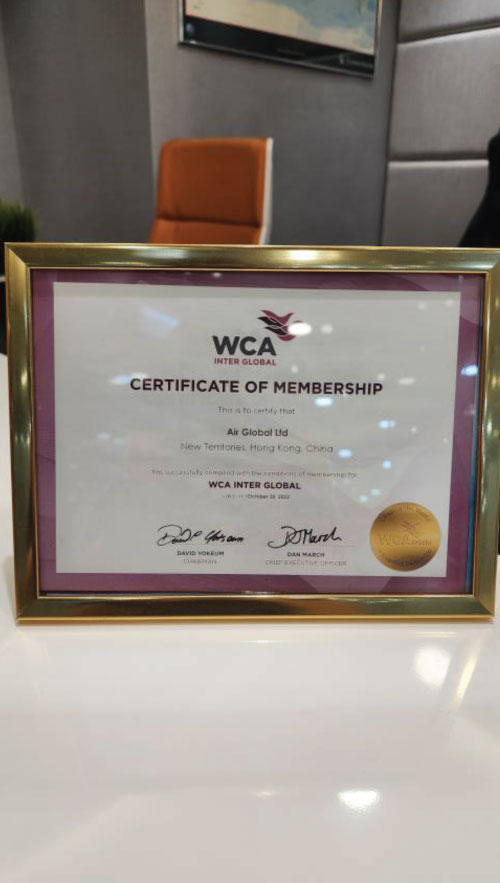 WCA
INTER GLOBAL
CERTIFICATE OF MEMBERSHIP
This is to certify that
Air Global Ltd
New Territories, Hong Kong, China
has successfully complied with the conditions of membership for
WCA INTER GLOBAL
October
DAVID YOKEUM
CHAIRMAN
DAN MARCH
CHIEF EXECUTIVE OFFICER
WCA